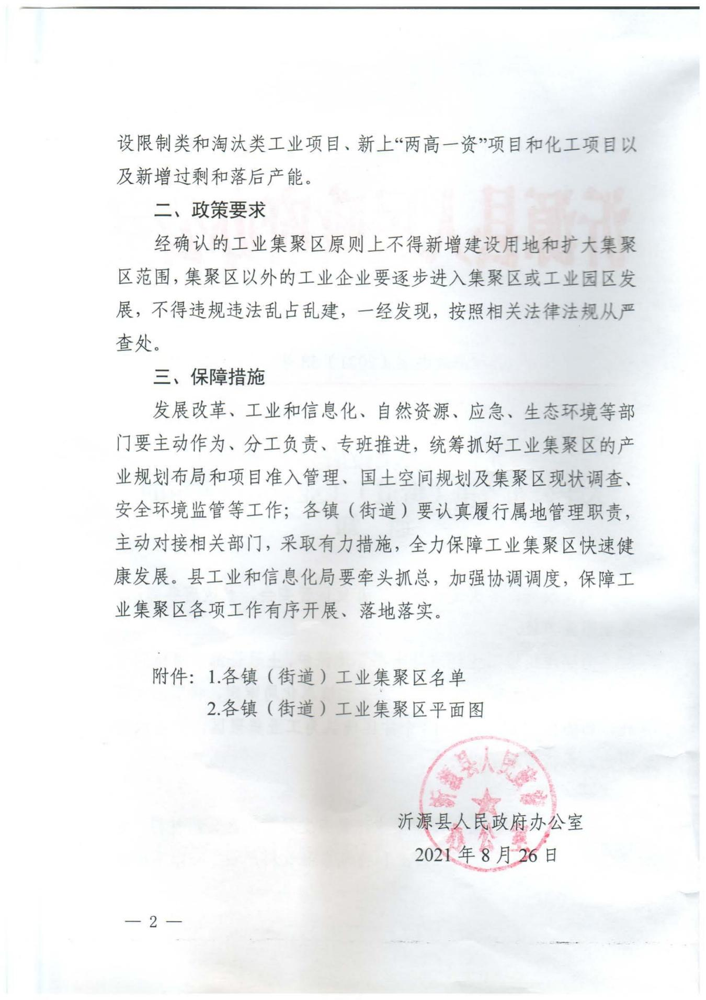 设限制类和淘汰类工业项目、新上“两高一资”项目和化工项目以
及新增过剩和落后产能。
二、政策要求
经确认的工业集聚区原则上不得新增建设用地和扩大集聚
区范围，集聚区以外的工业企业要逐步进入集聚区或工业园区发
展，不得违规违法乱占乱建，一经发现，按照相关法律法规从严
查处。
三、保障措施
发展改革、工业和信息化、自然资源、应急、生态环境等部
门要主动作为、分工负责、专班推进，统筹抓好工业集聚区的产
业规划布局和项目准入管理、国土空间规划及集聚区现状调查、
安全环境监管等工作；各镇（街道）要认真履行属地管理职责，
主动对接相关部门，采取有力措施，全力保障工业集聚区快速健
康发展。县工业和信息化局要牵头抓总，加强协调调度，保障工
业集聚区各项工作有序开展、落地落实。
附件：1.各镇（街道）工业集聚区名单
2.各镇（街道）工业集聚区平面图
沂源县人民政府
办公室
沂源县人民政府办公室
2021年8月26日
— 2 —